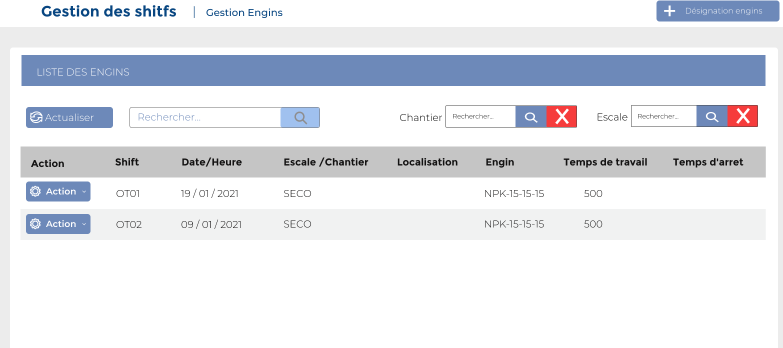 Gestion des shitfs | Gestion Engins
Désignation engins
LISTE DES ENGINS
Actualiser
Rechercher...
Chantier Rechercher...
Escale Rechercher...
Action Shift Date/Heure Escale /Chantier Localisation Engin Temps de travail Temps d'arret
Action OT01 19 / 01 / 2021 SECO NPK-15-15-15 500
Action OT02 09 / 01 / 2021 SECO NPK-15-15-15 500